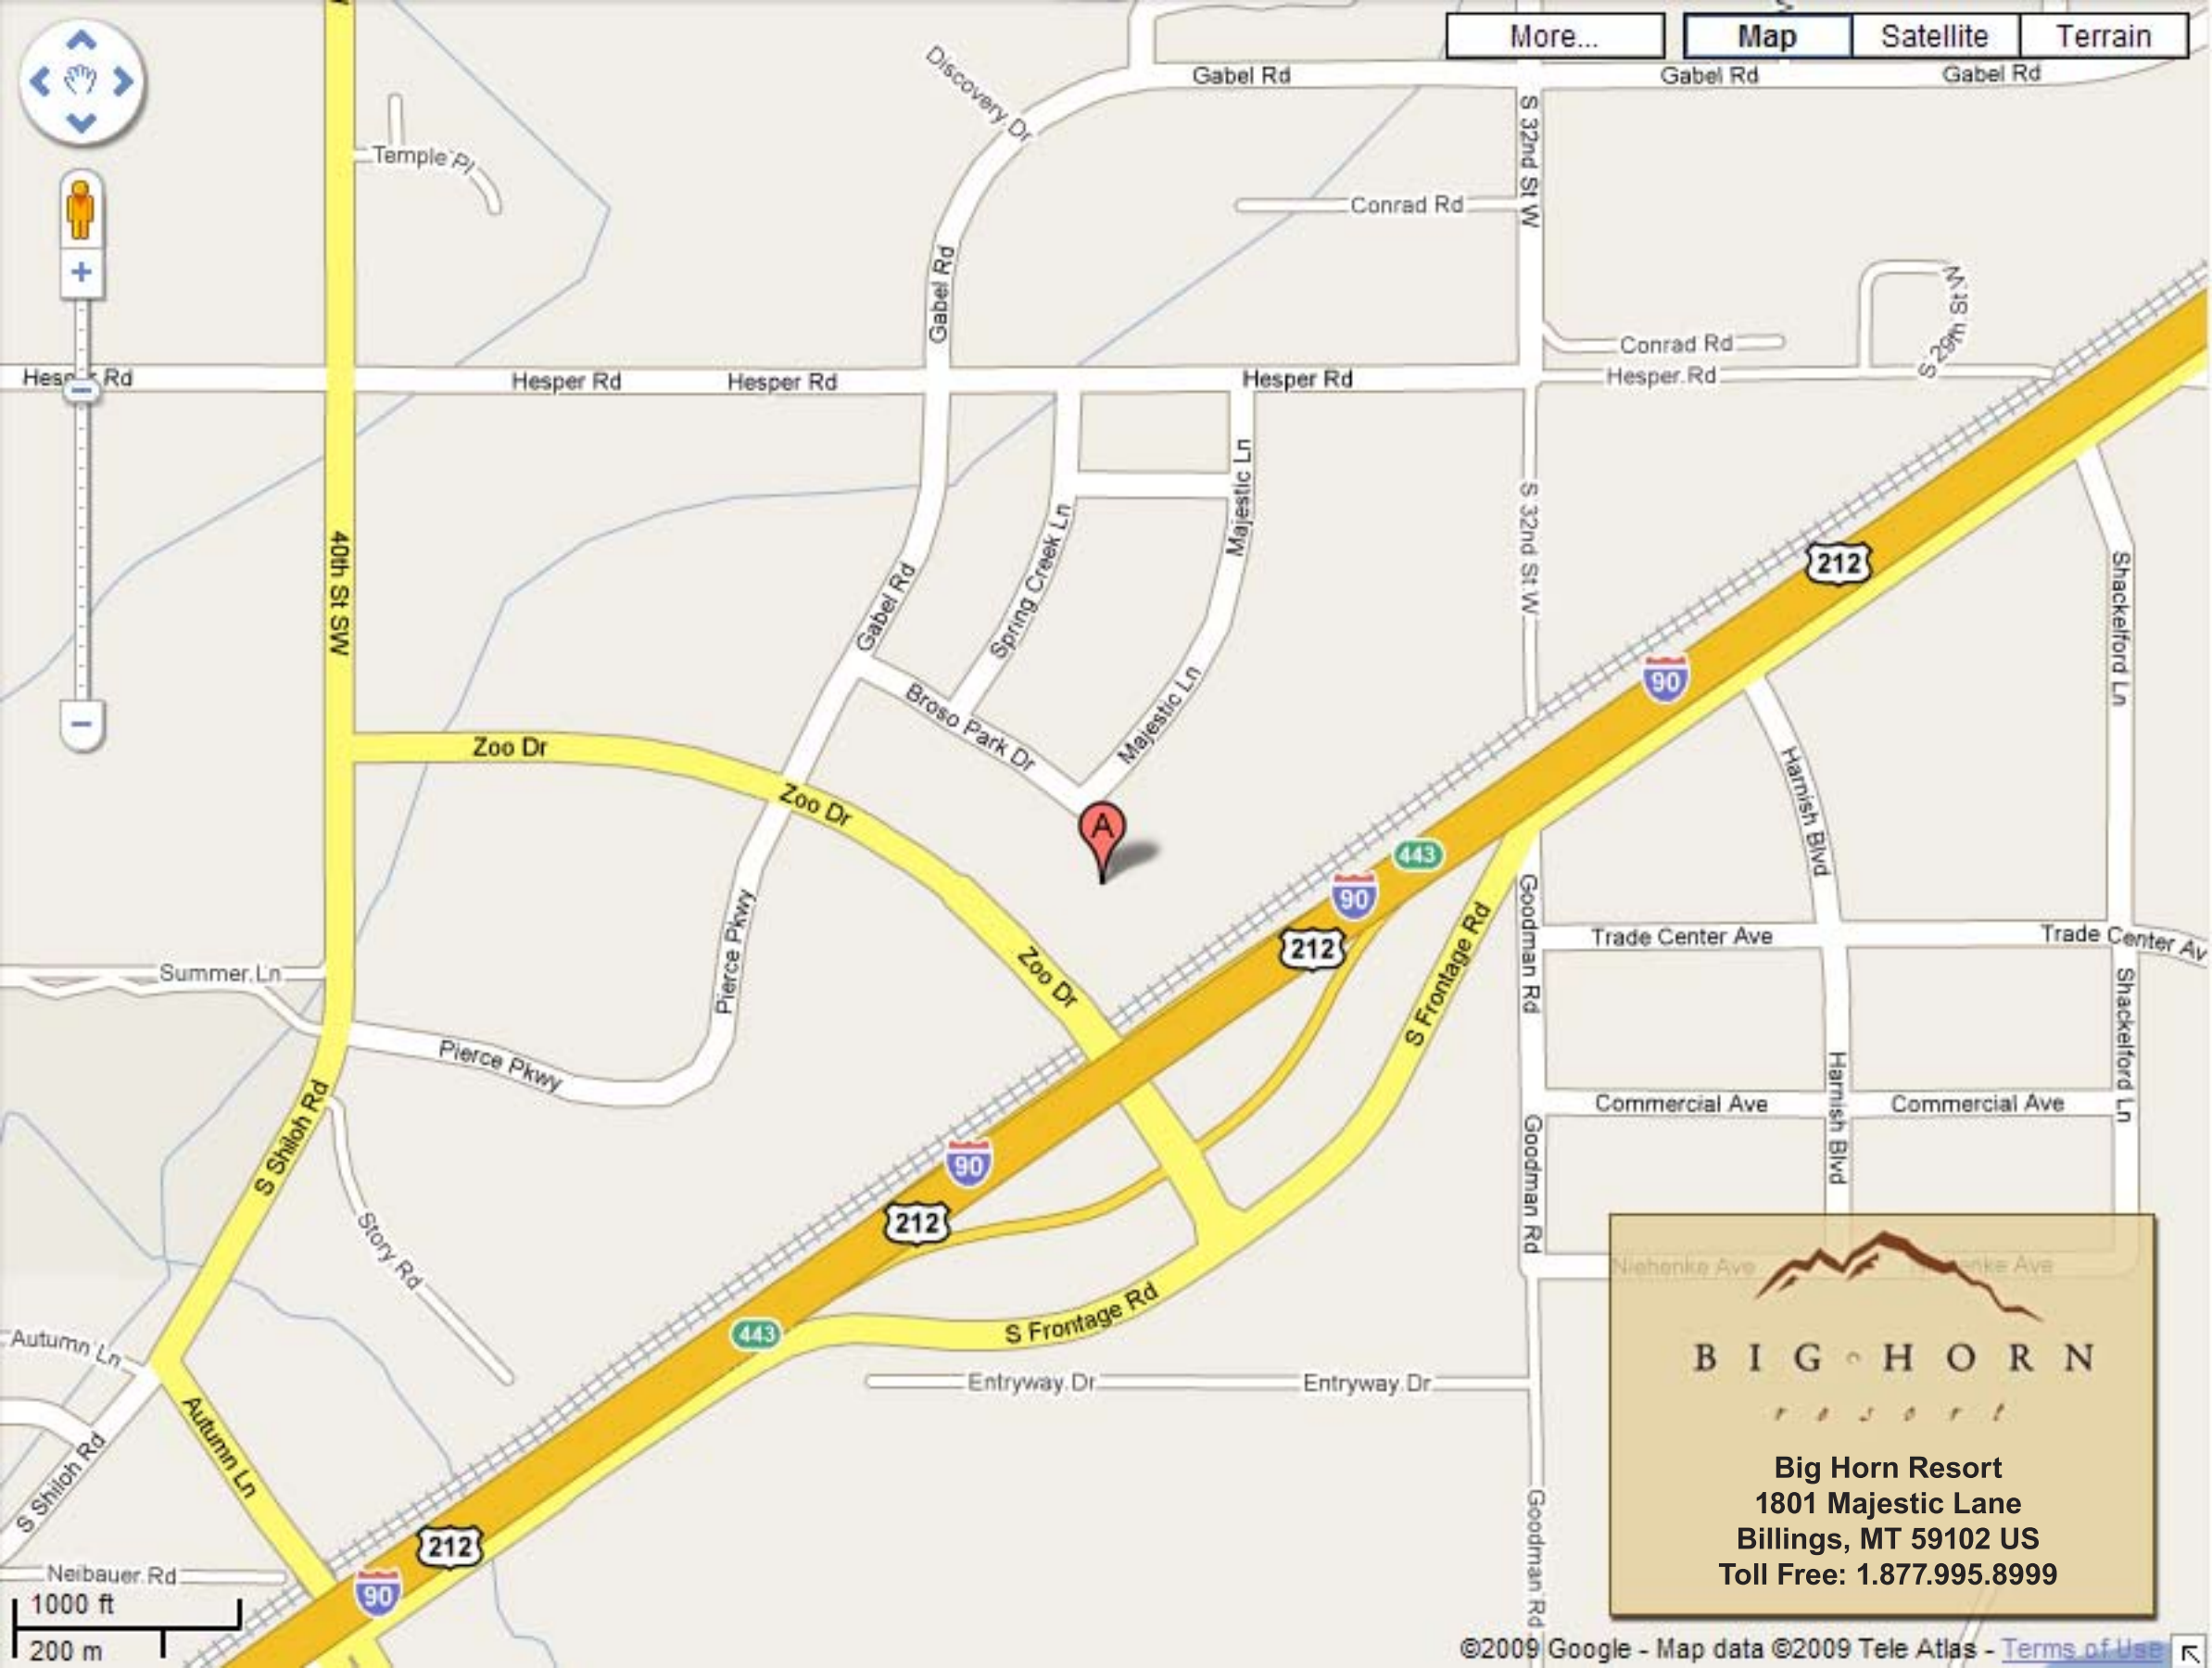 More...
Map
Satellite
Terrain
Gabel Rd
Gabel Rd
Gabel Rd
Discovery Dr
S 32nd St W
Temple Pl
Conrad Rd
Gabel Rd
S 29th St W
Conrad Rd
Hesper Rd
Hesper Rd
Hesper Rd
Hesper Rd
Hesper Rd
Majestic Ln
S 32nd St W
40th St SW
Spring Creek Ln
Gabel Rd
212
Shackelford Ln
90
Broso Park Dr
Majestic Ln
Zoo Dr
Zoo Dr
Harnish Blvd
A
443
90
212
Goodman Rd
Trade Center Ave
Trade Center Av
Pierce Pkwy
Zoo Dr
S Frontage Rd
Summer Ln
Shackelford Ln
Pierce Pkwy
Commercial Ave
Commercial Ave
Harnish Blvd
S Shiloh Rd
90
212
Goodman Rd
Story Rd
Niehenke Ave
443
S Frontage Rd
Autumn Ln
Entryway Dr
Entryway Dr
Autumn Ln
S Shiloh Rd
212
90
Goodman Rd
Neibauer Rd
BIG HORN
resort
Big Horn Resort
1801 Majestic Lane
Billings, MT 59102 US
Toll Free: 1.877.995.8999
1000 ft
200 m
©2009 Google - Map data ©2009 Tele Atlas - Terms of Use